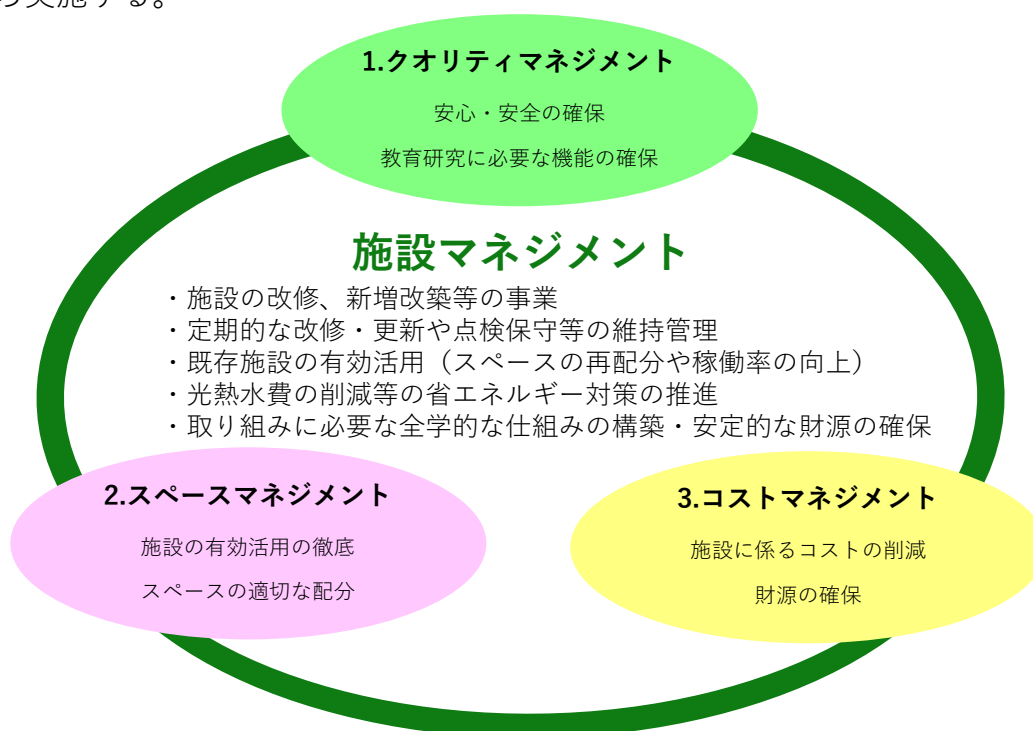 実施する。
1.クオリティマネジメント
安心・安全の確保
教育研究に必要な機能の確保
施設マネジメント
・施設の改修、新増改築等の事業
・定期的な改修・更新や点検保守等の維持管理
・既存施設の有効活用（スペースの再配分や稼働率の向上）
・光熱水費の削減等の省エネルギー対策の推進
・取り組みに必要な全学的な仕組みの構築・安定的な財源の確保
2.スペースマネジメント
施設の有効活用の徹底
スペースの適切な配分
3.コストマネジメント
施設に係るコストの削減
財源の確保